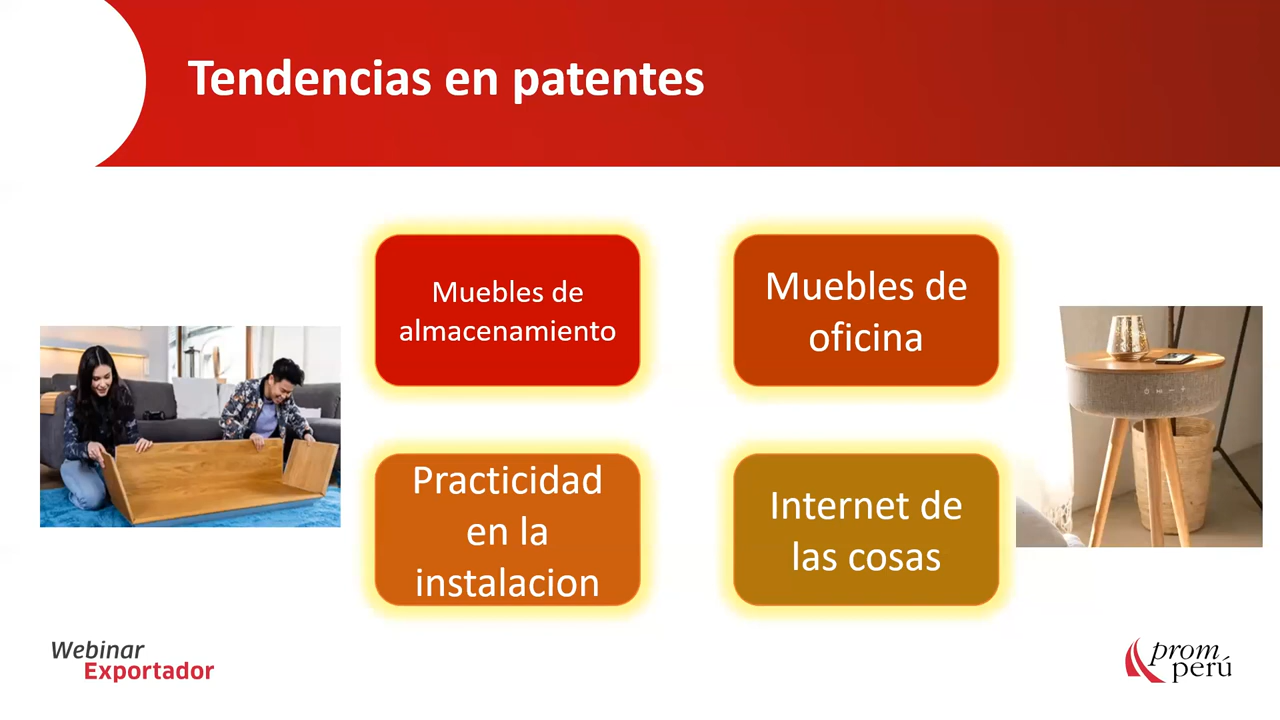 Tendencias en patentes
Muebles de
almacenamiento
Muebles de
oficina
Practicidad
en la
instalacion
Internet de
las cosas
Webinar
Exportador
prom
perú